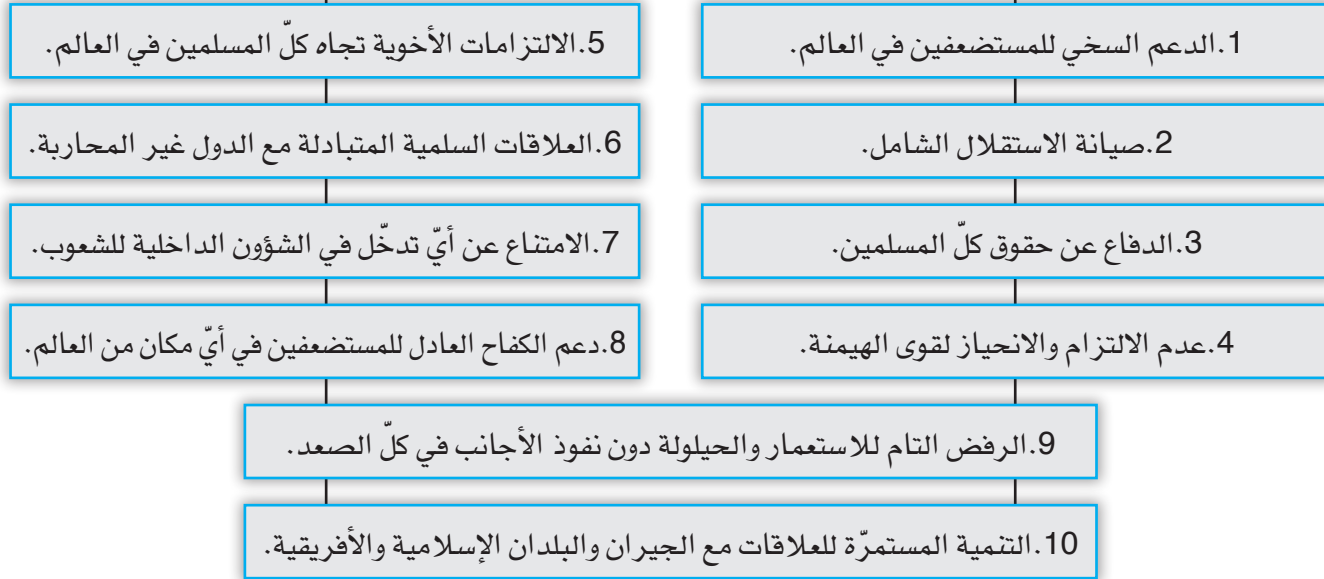 1.الدعم السخي للمستضعفين في العالم.
2.صيانة الاستقلال الشامل.
3.الدفاع عن حقوق كلّ المسلمين.
4.عدم الالتزام والانحياز لقوى الهيمنة.
5.الالتزامات الأخوية تجاه كلّ المسلمين في العالم.
6.العلاقات السلمية المتبادلة مع الدول غير المحاربة.
7.الامتناع عن أيّ تدخّل في الشؤون الداخلية للشعوب.
8.دعم الكفاح العادل للمستضعفين في أيّ مكان من العالم.
9.الرفض التام للاستعمار والحيلولة دون نفوذ الأجانب في كلّ الصعد.
10.التنمية المستمرّة للعلاقات مع الجيران والبلدان الإسلامية والأفريقية.